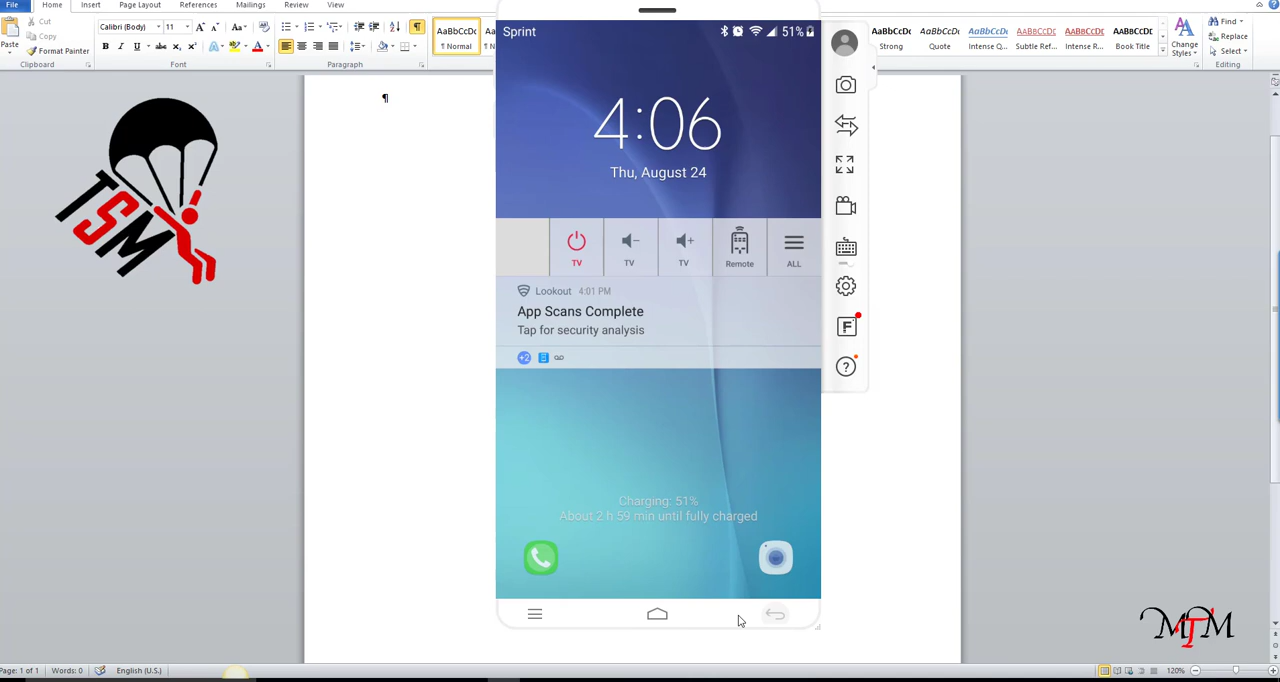 File Home Insert Page Layout References Mailings Review View
Paste
Cut
Copy
Format Painter
Clipboard
Calibri (Body) 11
Font
Paragraph
AaBbCcDc
¶ Normal
Strong
Quote
Intense Q...
Subtle Ref...
Intense R...
Book Title
Change
Styles
Styles
Find
Replace
Select
Editing
¶
TSM
Sprint
51%
4:06
Thu, August 24
TV
TV
TV
Remote
ALL
Lookout 4:01 PM
App Scans Complete
Tap for security analysis
+2
Charging: 51%
About 2 h 59 min until fully charged
MTM
Page: 1 of 1 Words: 0 English (U.S.) 120%